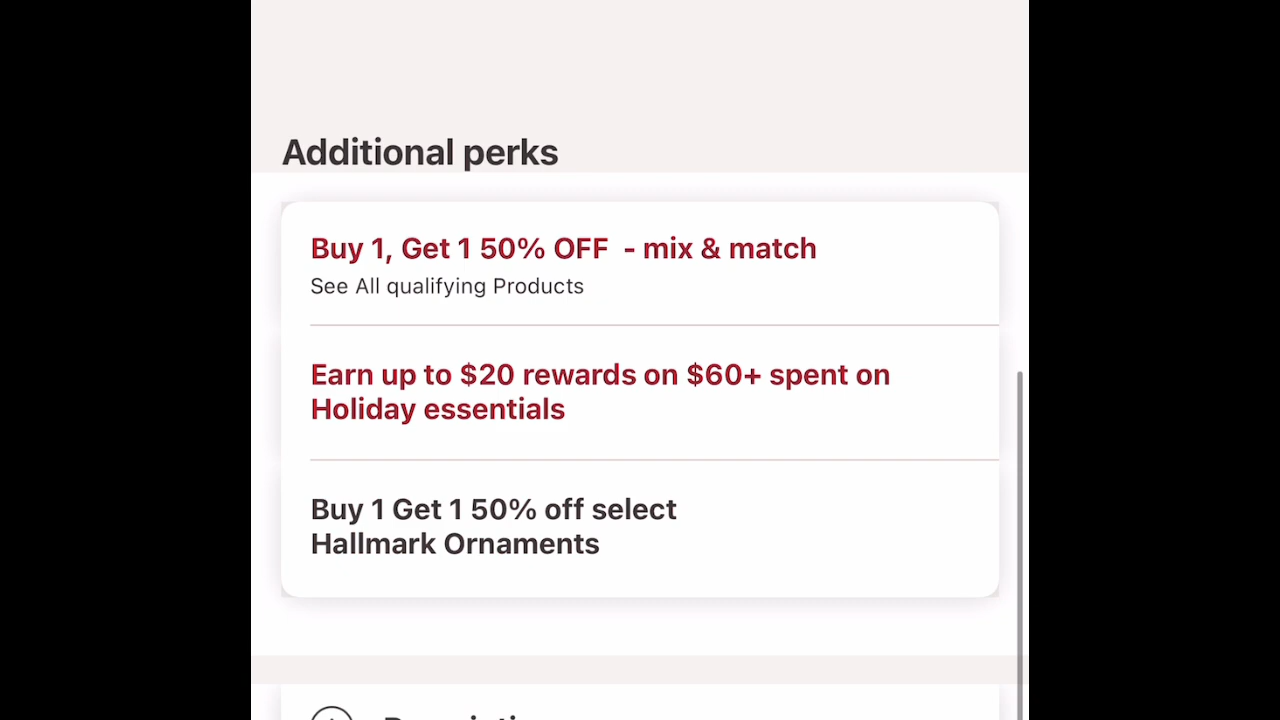 Additional perks
Buy 1, Get 1 50% OFF - mix & match
See All qualifying Products
Earn up to $20 rewards on $60+ spent on
Holiday essentials
Buy 1 Get 1 50% off select
Hallmark Ornaments